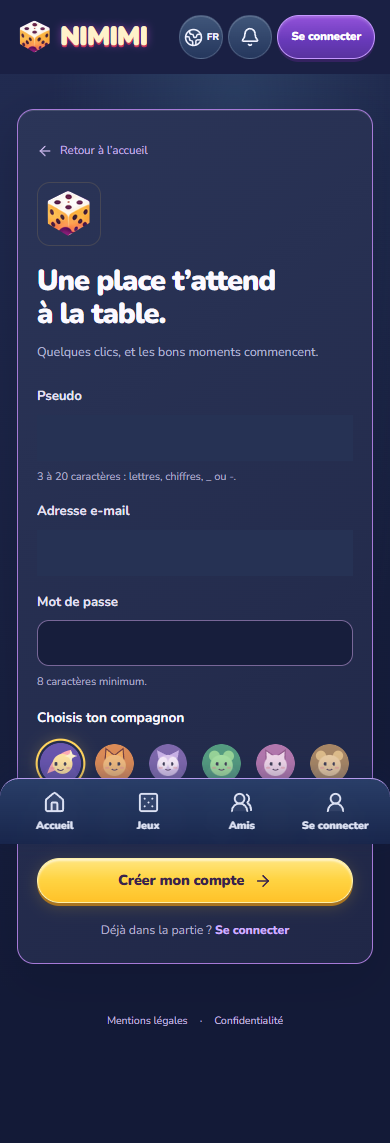 NIMIMI
FR
Se connecter
← Retour à l’accueil
Une place t’attend
à la table.
Quelques clics, et les bons moments commencent.
Pseudo
3 à 20 caractères : lettres, chiffres, _ ou -.
Adresse e-mail
Mot de passe
8 caractères minimum.
Choisis ton compagnon
Accueil Jeux Amis Se connecter
Créer mon compte →
Déjà dans la partie ? Se connecter
Mentions légales · Confidentialité